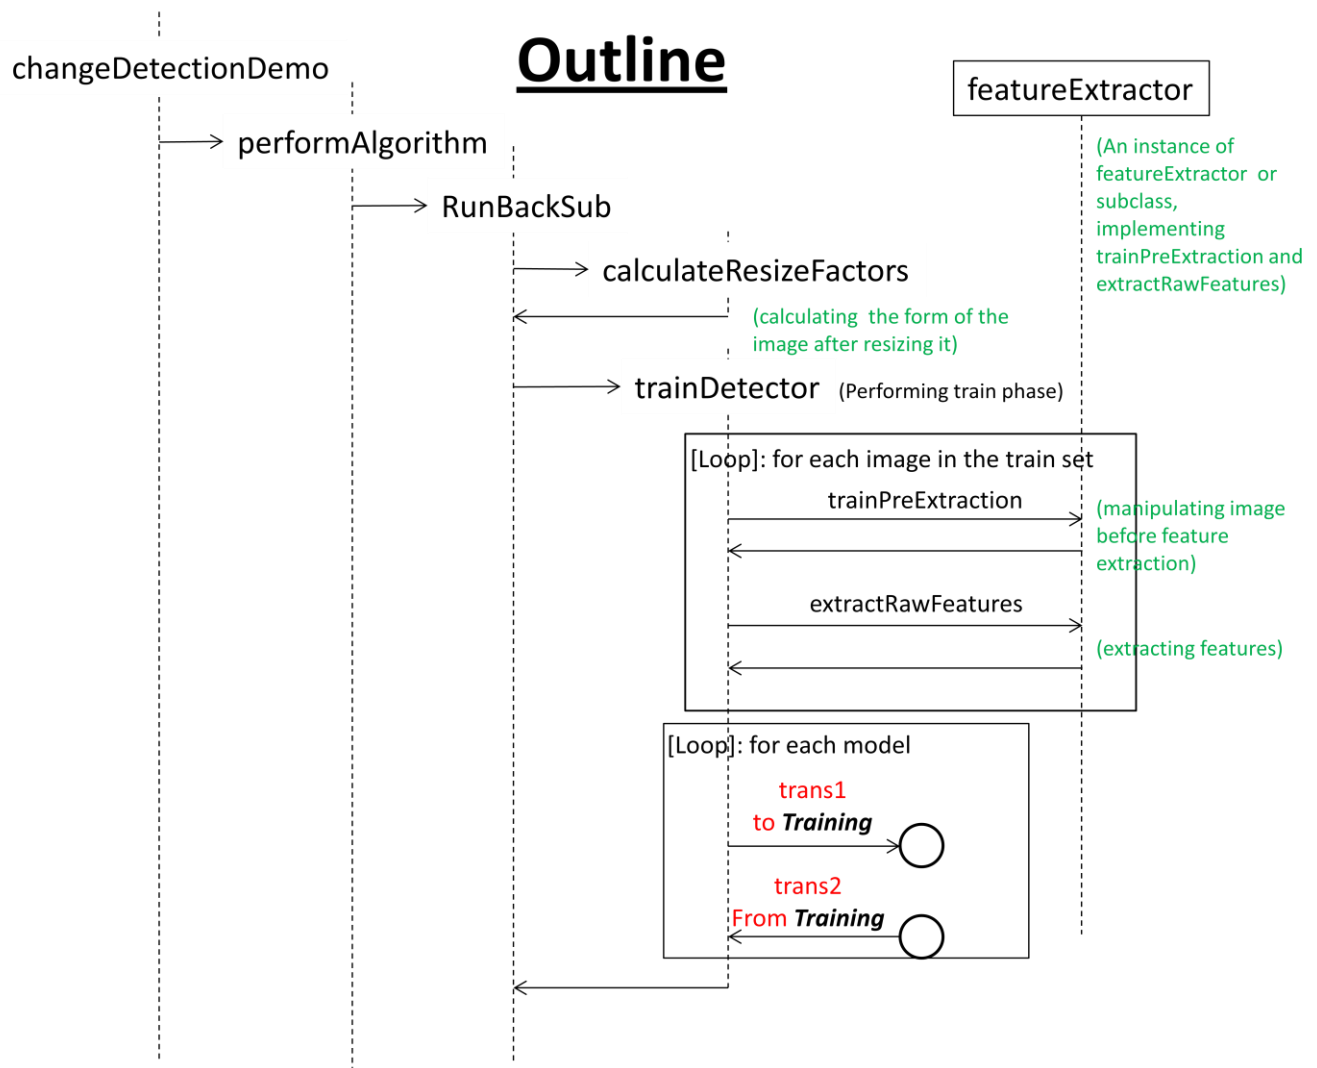 Outline
changeDetectionDemo
featureExtractor
performAlgorithm
(An instance of
featureExtractor or
subclass,
implementing
trainPreExtraction and
extractRawFeatures)
RunBackSub
calculateResizeFactors
(calculating the form of the
image after resizing it)
trainDetector (Performing train phase)
[Loop]: for each image in the train set
trainPreExtraction
(manipulating image
before feature
extraction)
extractRawFeatures
(extracting features)
[Loop]: for each model
trans1
to Training
trans2
From Training